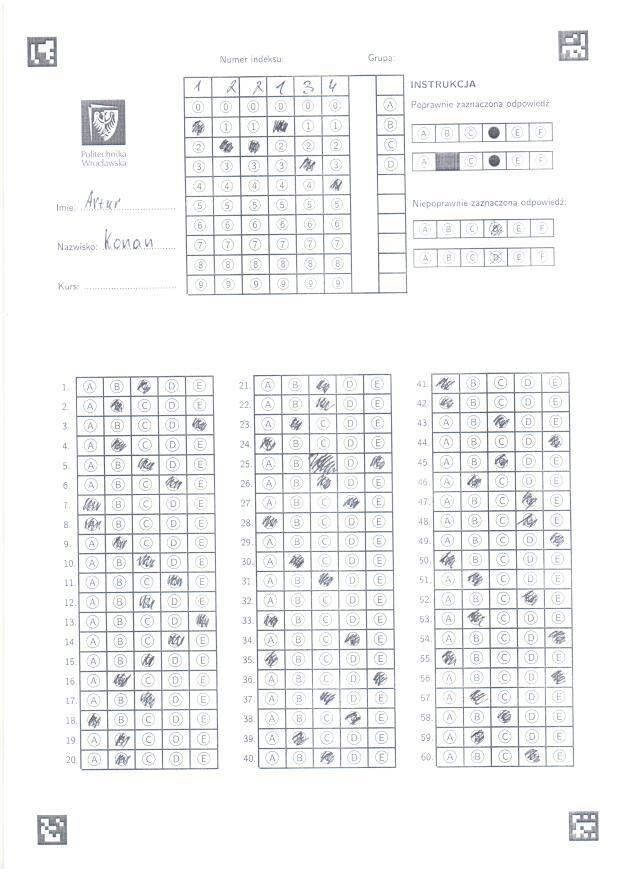 Numer indeksu:
Grupa:
1 2 2 1 3 4
0 0 0 0 0 0 A
1 1 1 1 B
2 2 2 2 C
3 3 3 3 3 D
4 4 4 4 4
5 5 5 5 5 5
6 6 6 6 6 6
7 7 7 7 7 7
8 8 8 8 8 8
9 9 9 9 9 9
Politechnika
Wrocławska
Imię: Artur
Nazwisko: Konan
Kurs:
INSTRUKCJA
Poprawnie zaznaczona odpowiedź
A B C E F
A C E F
Niepoprawnie zaznaczona odpowiedź:
A B C D E F
A B C D E F
1. A B D E
2. A C D E
3. A B C D
4. A C D E
5. A B D E
6. A B C E
7. B C D E
8. B C D E
9. A C D E
10. A B D E
11. A B C E
12. A B D E
13. A B C D
14. A B C E
15. A B D E
16. A C D E
17. A B D E
18. B C D E
19. A C D E
20. A C D E
21. A B D E
22. A B D E
23. A C D E
24. B C D E
25. A B D
26. A B D E
27. A B C E
28. B C D E
29. A B C D E
30. A C D E
31. A B D E
32. A B C D E
33. B C D E
34. A B C E
35. B C D E
36. A B C D
37. A B D E
38. A B C E
39. A C D E
40. A B D E
41. B C D E
42. B C D E
43. A B D E
44. A B C D
45. A B D E
46. A C D E
47. A B C E
48. A B C E
49. A B C D
50. B C D E
51. A C D E
52. A B C E
53. A C D E
54. A B C D
55. B C D E
56. A B C D
57. A C D E
58. A B D E
59. A C D E
60. A B C E